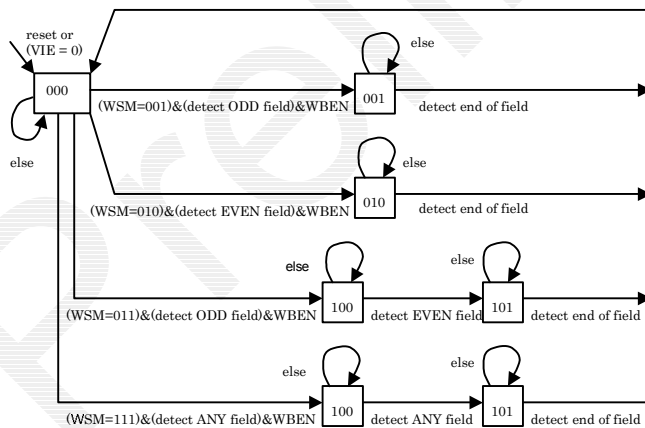 reset or
(VIE = 0)
else
000
001
(WSM=001)&(detect ODD field)&WBEN
detect end of field
else
else
010
(WSM=010)&(detect EVEN field)&WBEN
detect end of field
else
else
100
101
(WSM=011)&(detect ODD field)&WBEN
detect EVEN field
detect end of field
else
else
100
101
(WSM=111)&(detect ANY field)&WBEN
detect ANY field
detect end of field